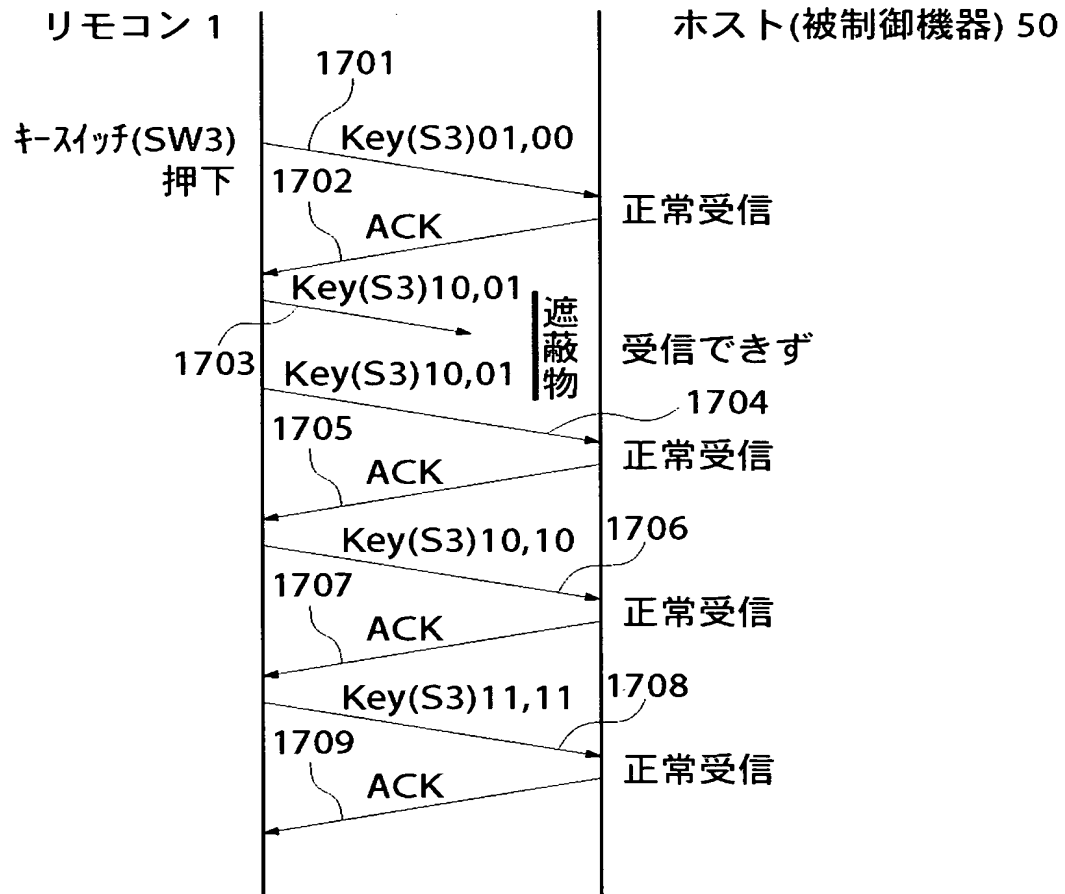 リモコン 1
ホスト(被制御機器) 50
1701
キースイッチ(SW3)
押下
Key(S3)01,00
1702
正常受信
ACK
Key(S3)10,01
遮蔽物
受信できず
1703
Key(S3)10,01
1704
1705
正常受信
ACK
Key(S3)10,10
1706
1707
正常受信
ACK
Key(S3)11,11
1708
1709
正常受信
ACK